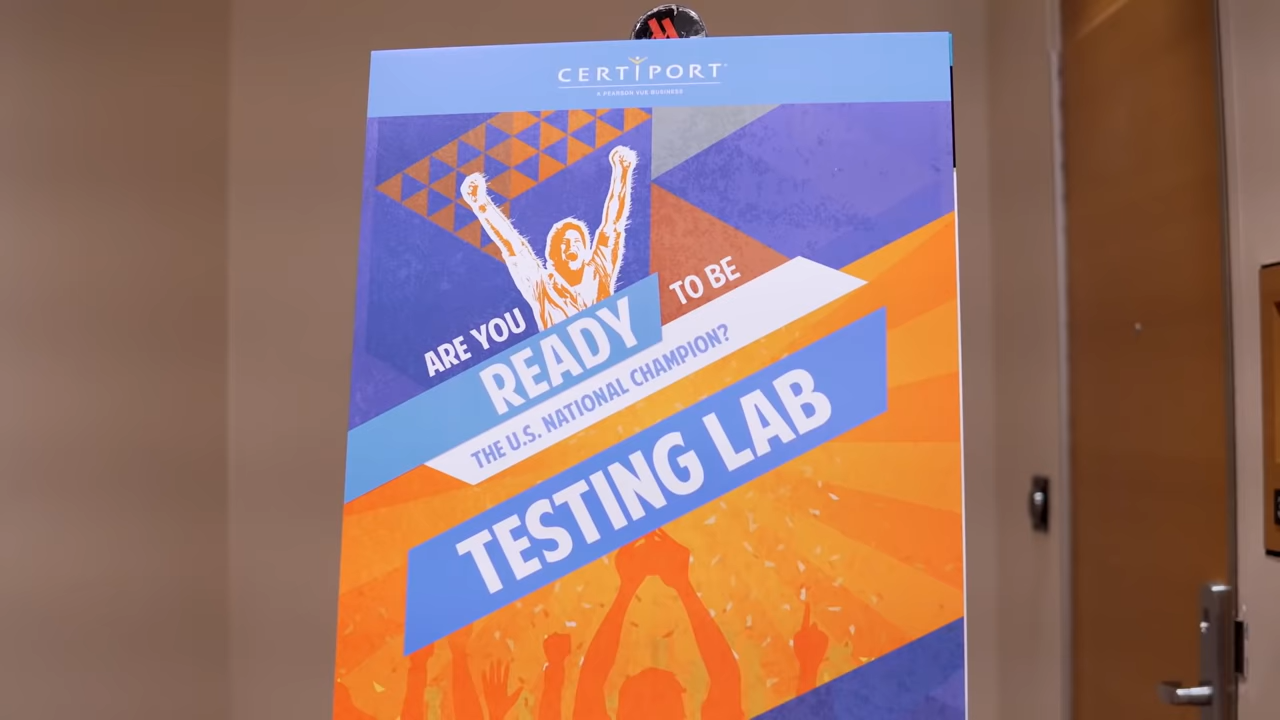 CERTIPORT
A PEARSON VUE BUSINESS
ARE YOU
READY
TO BE
THE U.S. NATIONAL CHAMPION?
TESTING LAB